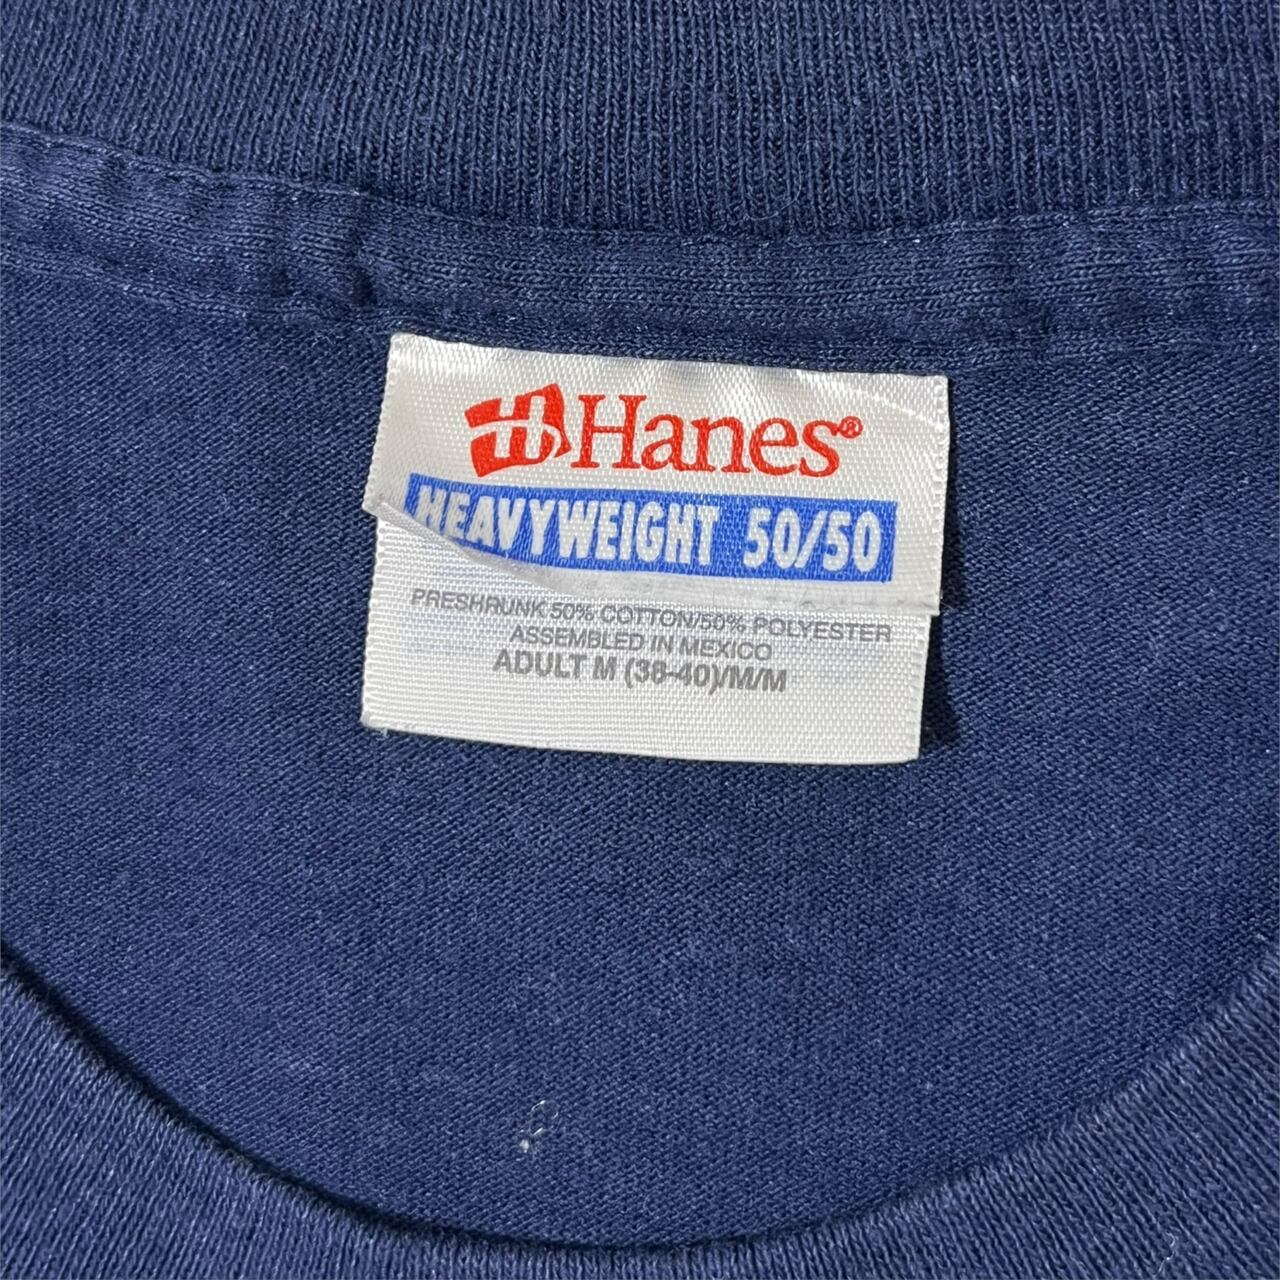 H Hanes®
HEAVYWEIGHT 50/50
PRESHRUNK 50% COTTON/50% POLYESTER
ASSEMBLED IN MEXICO
ADULT M (38-40)/M/M